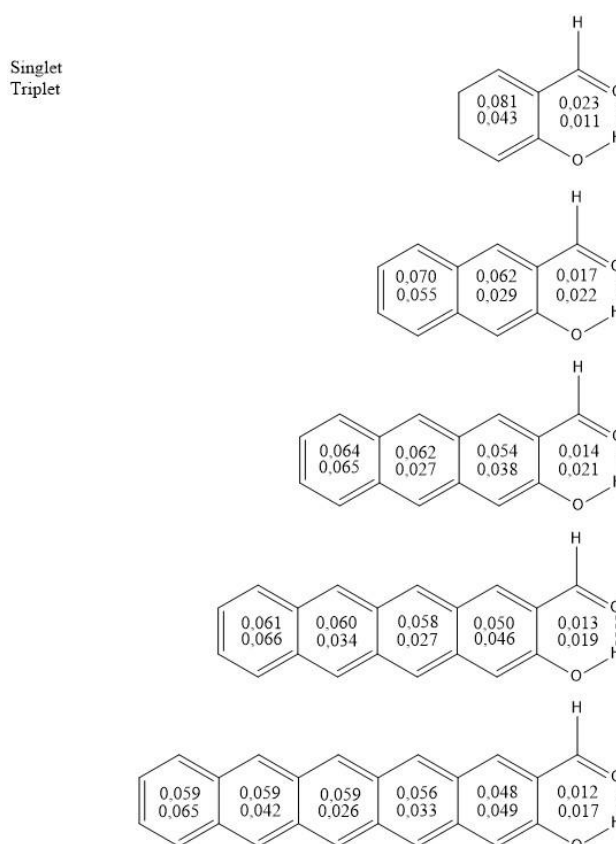 H
Singlet
Triplet
O
0,081 0,023
0,043 0,011
H
O
H
O
0,070 0,062 0,017
0,055 0,029 0,022
H
O
H
O
0,064 0,062 0,054 0,014
0,065 0,027 0,038 0,021
H
O
H
O
0,061 0,060 0,058 0,050 0,013
0,066 0,034 0,027 0,046 0,019
H
O
H
O
0,059 0,059 0,059 0,056 0,048 0,012
0,065 0,042 0,026 0,033 0,049 0,017
H
O